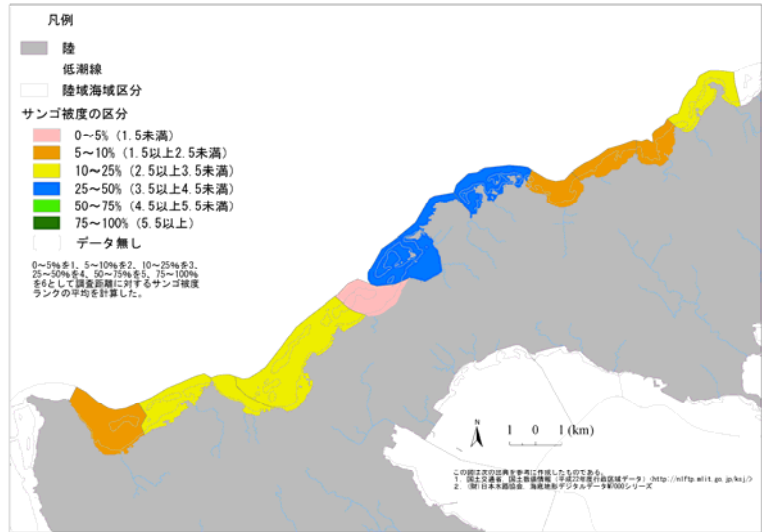 凡例
陸
低潮線
陸域海域区分
サンゴ被度の区分
0～5% (1.5未満)
5～10% (1.5以上2.5未満)
10～25% (2.5以上3.5未満)
25～50% (3.5以上4.5未満)
50～75% (4.5以上5.5未満)
75～100% (5.5以上)
データ無し
0～5%を1、5～10%を2、10～25%を3、
25～50%を4、50～75%を5、75～100%
を6として調査距離に対するサンゴ被度
ランクの平均を計算した。
N
1 0 1 (km)
この図は次の出典を参考に作成したものである。
1. 国土交通省 国土数値情報（平成22年度行政区域データ）<http://nlftp.mlit.go.jp/ksj/>
2. (財)日本水路協会 海底地形デジタルデータM7000シリーズ